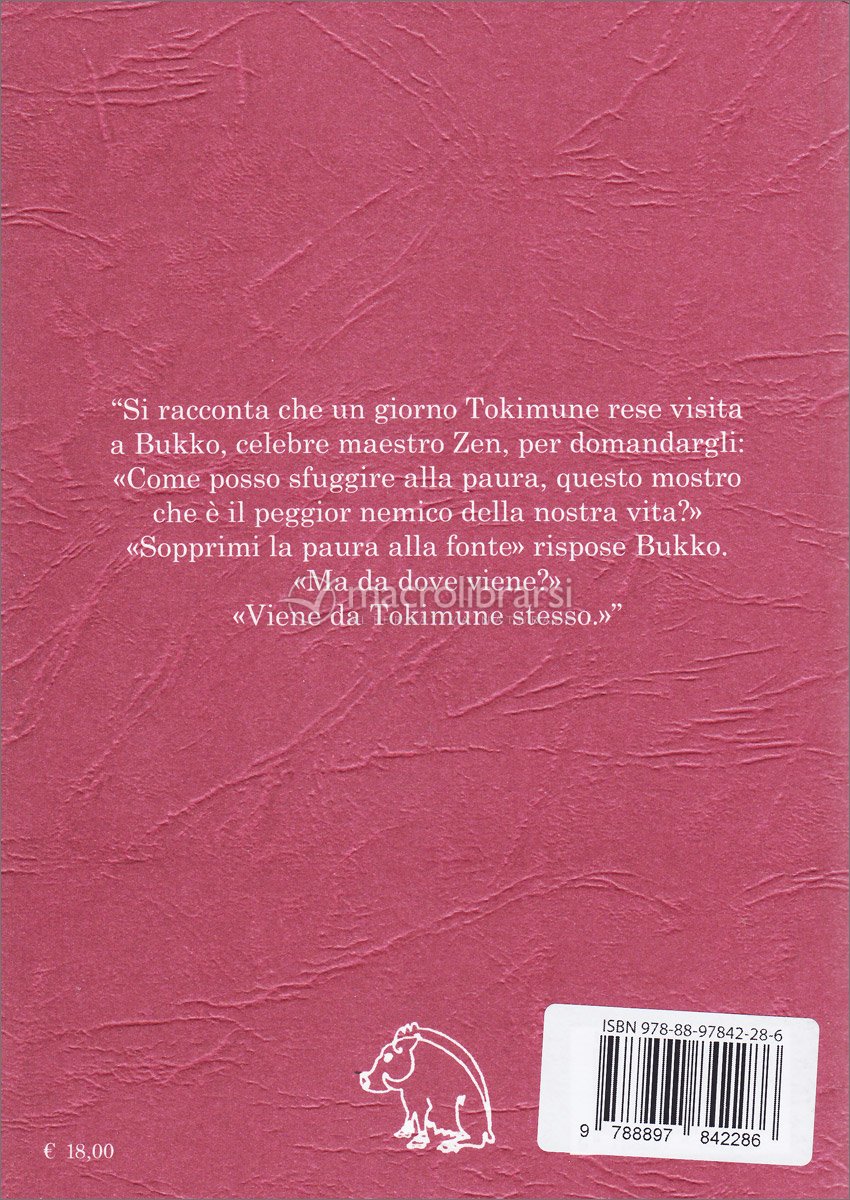 “Si racconta che un giorno Tokimune rese visita
a Bukko, celebre maestro Zen, per domandargli:
«Come posso sfuggire alla paura, questo mostro
che è il peggior nemico della nostra vita?»
«Sopprimi la paura alla fonte» rispose Bukko.
«Ma da dove viene?»
macrolibrarsi
«Viene da Tokimune stesso.»”
ISBN 978-88-97842-28-6
9 788897 842286
€ 18,00